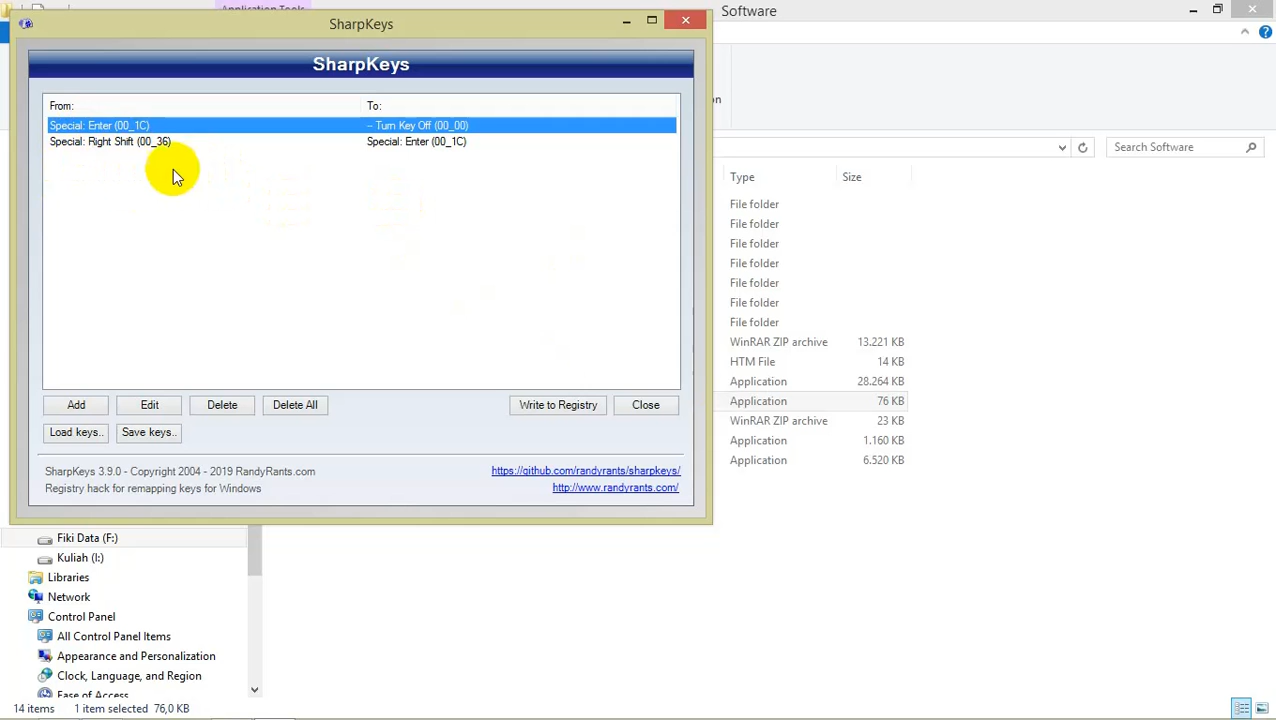 Application Tools
SharpKeys
Software
SharpKeys
From: To:
Special: Enter (00_1C) -- Turn Key Off (00_00)
Special: Right Shift (00_36) Special: Enter (00_1C)
Add Edit Delete Delete All Write to Registry Close
Load keys.. Save keys..
SharpKeys 3.9.0 - Copyright 2004 - 2019 RandyRants.com https://github.com/randyrants/sharpkeys/
Registry hack for remapping keys for Windows http://www.randyrants.com/
Search Software
Type Size
File folder
File folder
File folder
File folder
File folder
File folder
File folder
WinRAR ZIP archive 13.221 KB
HTM File 14 KB
Application 28.264 KB
Application 76 KB
WinRAR ZIP archive 23 KB
Application 1.160 KB
Application 6.520 KB
Fiki Data (F:)
Kuliah (I:)
Libraries
Network
Control Panel
All Control Panel Items
Appearance and Personalization
Clock, Language, and Region
Ease of Access
14 items 1 item selected 76,0 KB